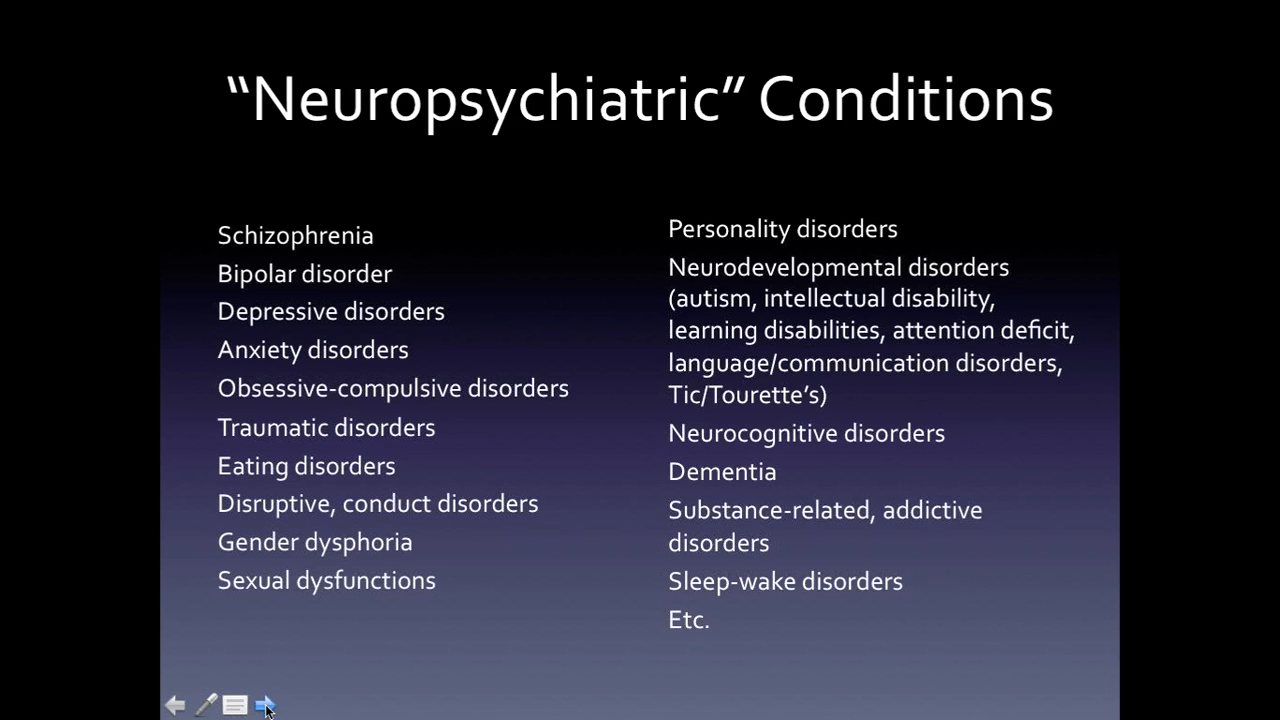 “Neuropsychiatric” Conditions
Schizophrenia
Bipolar disorder
Depressive disorders
Anxiety disorders
Obsessive-compulsive disorders
Traumatic disorders
Eating disorders
Disruptive, conduct disorders
Gender dysphoria
Sexual dysfunctions
Personality disorders
Neurodevelopmental disorders
(autism, intellectual disability,
learning disabilities, attention deficit,
language/communication disorders,
Tic/Tourette’s)
Neurocognitive disorders
Dementia
Substance-related, addictive
disorders
Sleep-wake disorders
Etc.